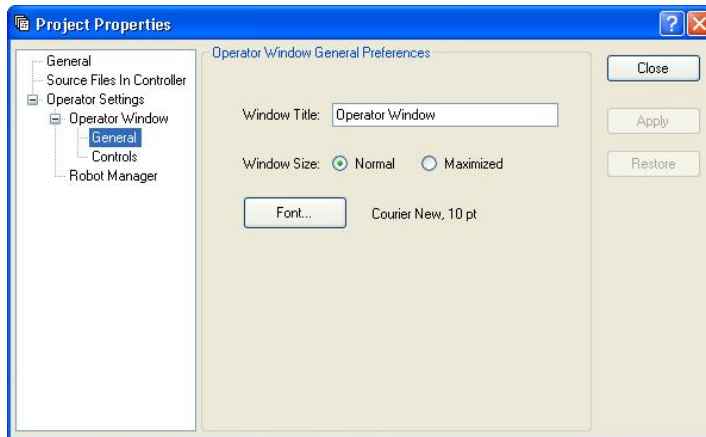 Project Properties
General
Source Files In Controller
Operator Settings
Operator Window
General
Controls
Robot Manager
Operator Window General Preferences
Window Title: Operator Window
Window Size: Normal Maximized
Font... Courier New, 10 pt
?
Close
Apply
Restore